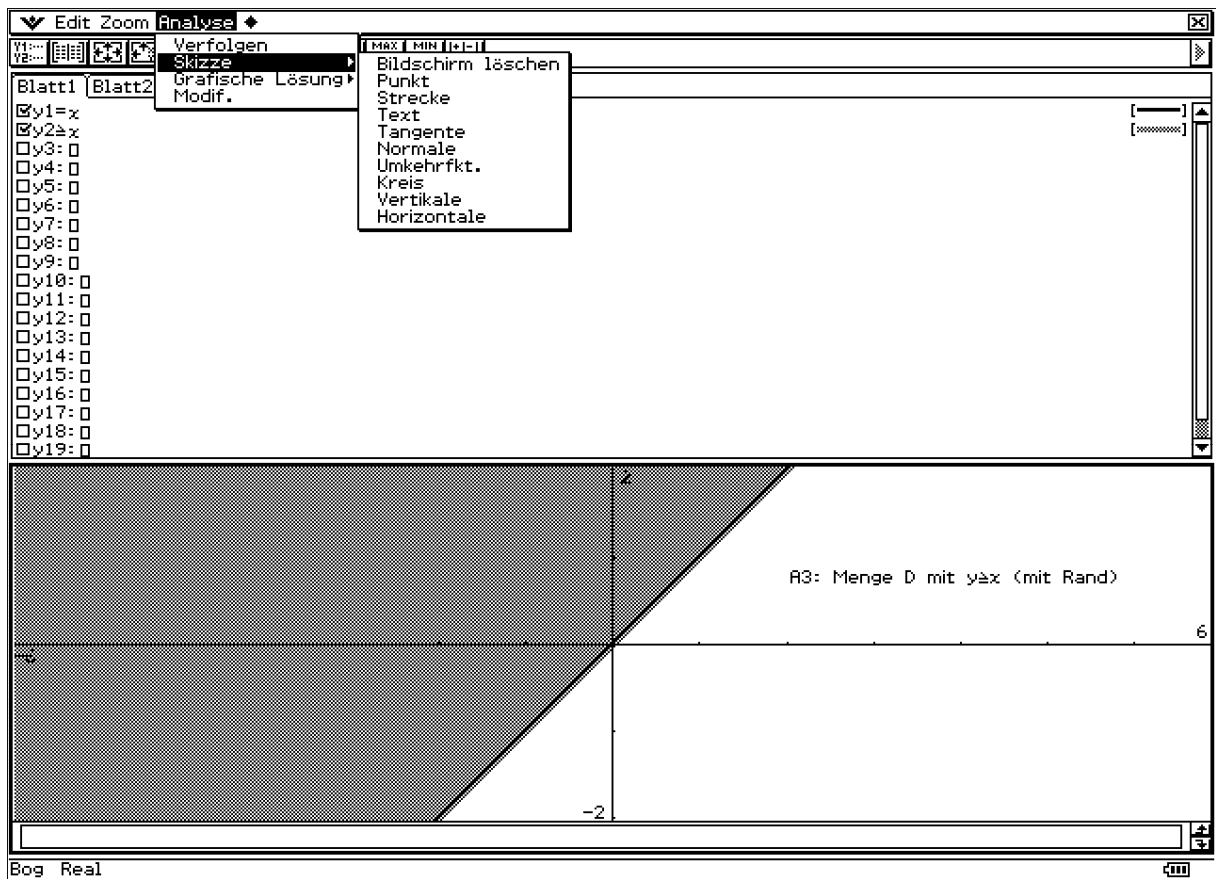 Edit Zoom Analyse
Verfolgen
Skizze
Grafische Lösung
Modif.
MAX MIN
Bildschirm löschen
Punkt
Strecke
Text
Tangente
Normale
Umkehrfkt.
Kreis
Vertikale
Horizontale
Blatt1 Blatt2
y1=x
y2≥x
y3:
y4:
y5:
y6:
y7:
y8:
y9:
y10:
y11:
y12:
y13:
y14:
y15:
y16:
y17:
y18:
y19:
A3: Menge D mit y≥x (mit Rand)
6
-2
Bog Real